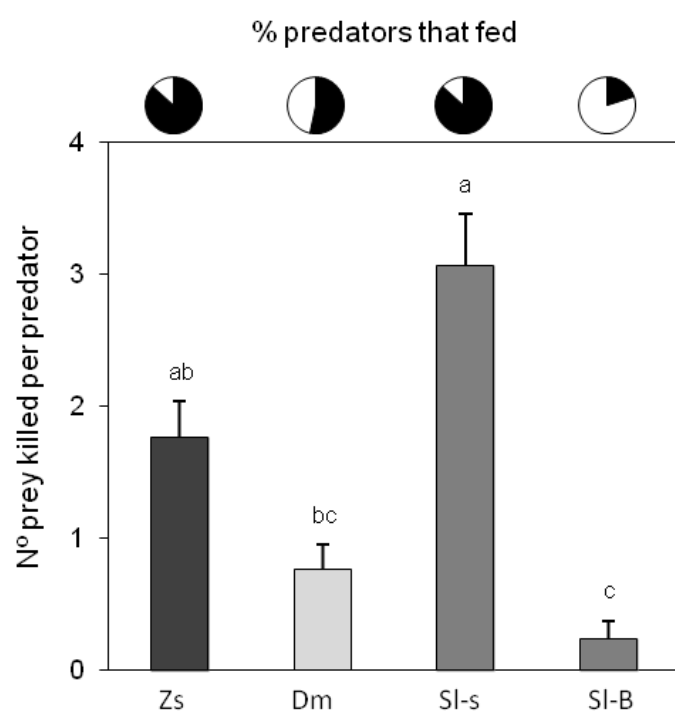 % predators that fed
4
3
2
1
0
Nº prey killed per predator
ab
bc
a
c
Zs Dm Sl-s Sl-B